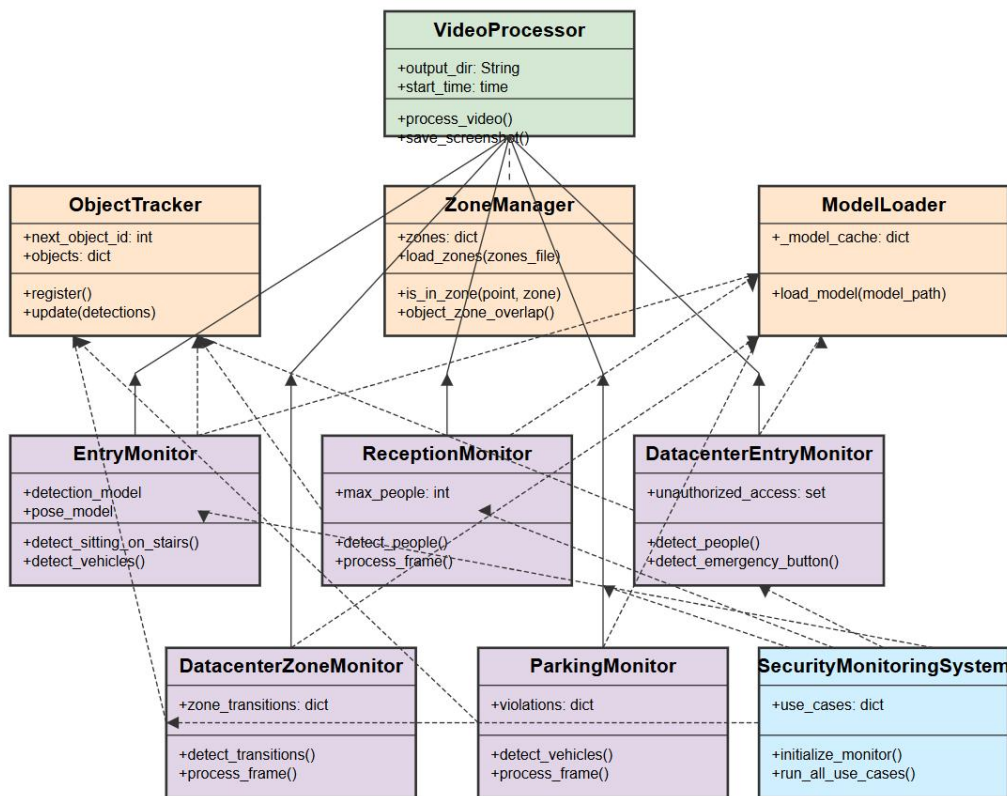 VideoProcessor
+output_dir: String
+start_time: time
+process_video()
+save_screenshot()
ObjectTracker
+next_object_id: int
+objects: dict
+register()
+update(detections)
ZoneManager
+zones: dict
+load_zones(zones_file)
+is_in_zone(point, zone)
+object_zone_overlap()
ModelLoader
+_model_cache: dict
+load_model(model_path)
EntryMonitor
+detection_model
+pose_model
+detect_sitting_on_stairs()
+detect_vehicles()
ReceptionMonitor
+max_people: int
+detect_people()
+process_frame()
DatacenterEntryMonitor
+unauthorized_access: set
+detect_people()
+detect_emergency_button()
DatacenterZoneMonitor
+zone_transitions: dict
+detect_transitions()
+process_frame()
ParkingMonitor
+violations: dict
+detect_vehicles()
+process_frame()
SecurityMonitoringSystem
+use_cases: dict
+initialize_monitor()
+run_all_use_cases()